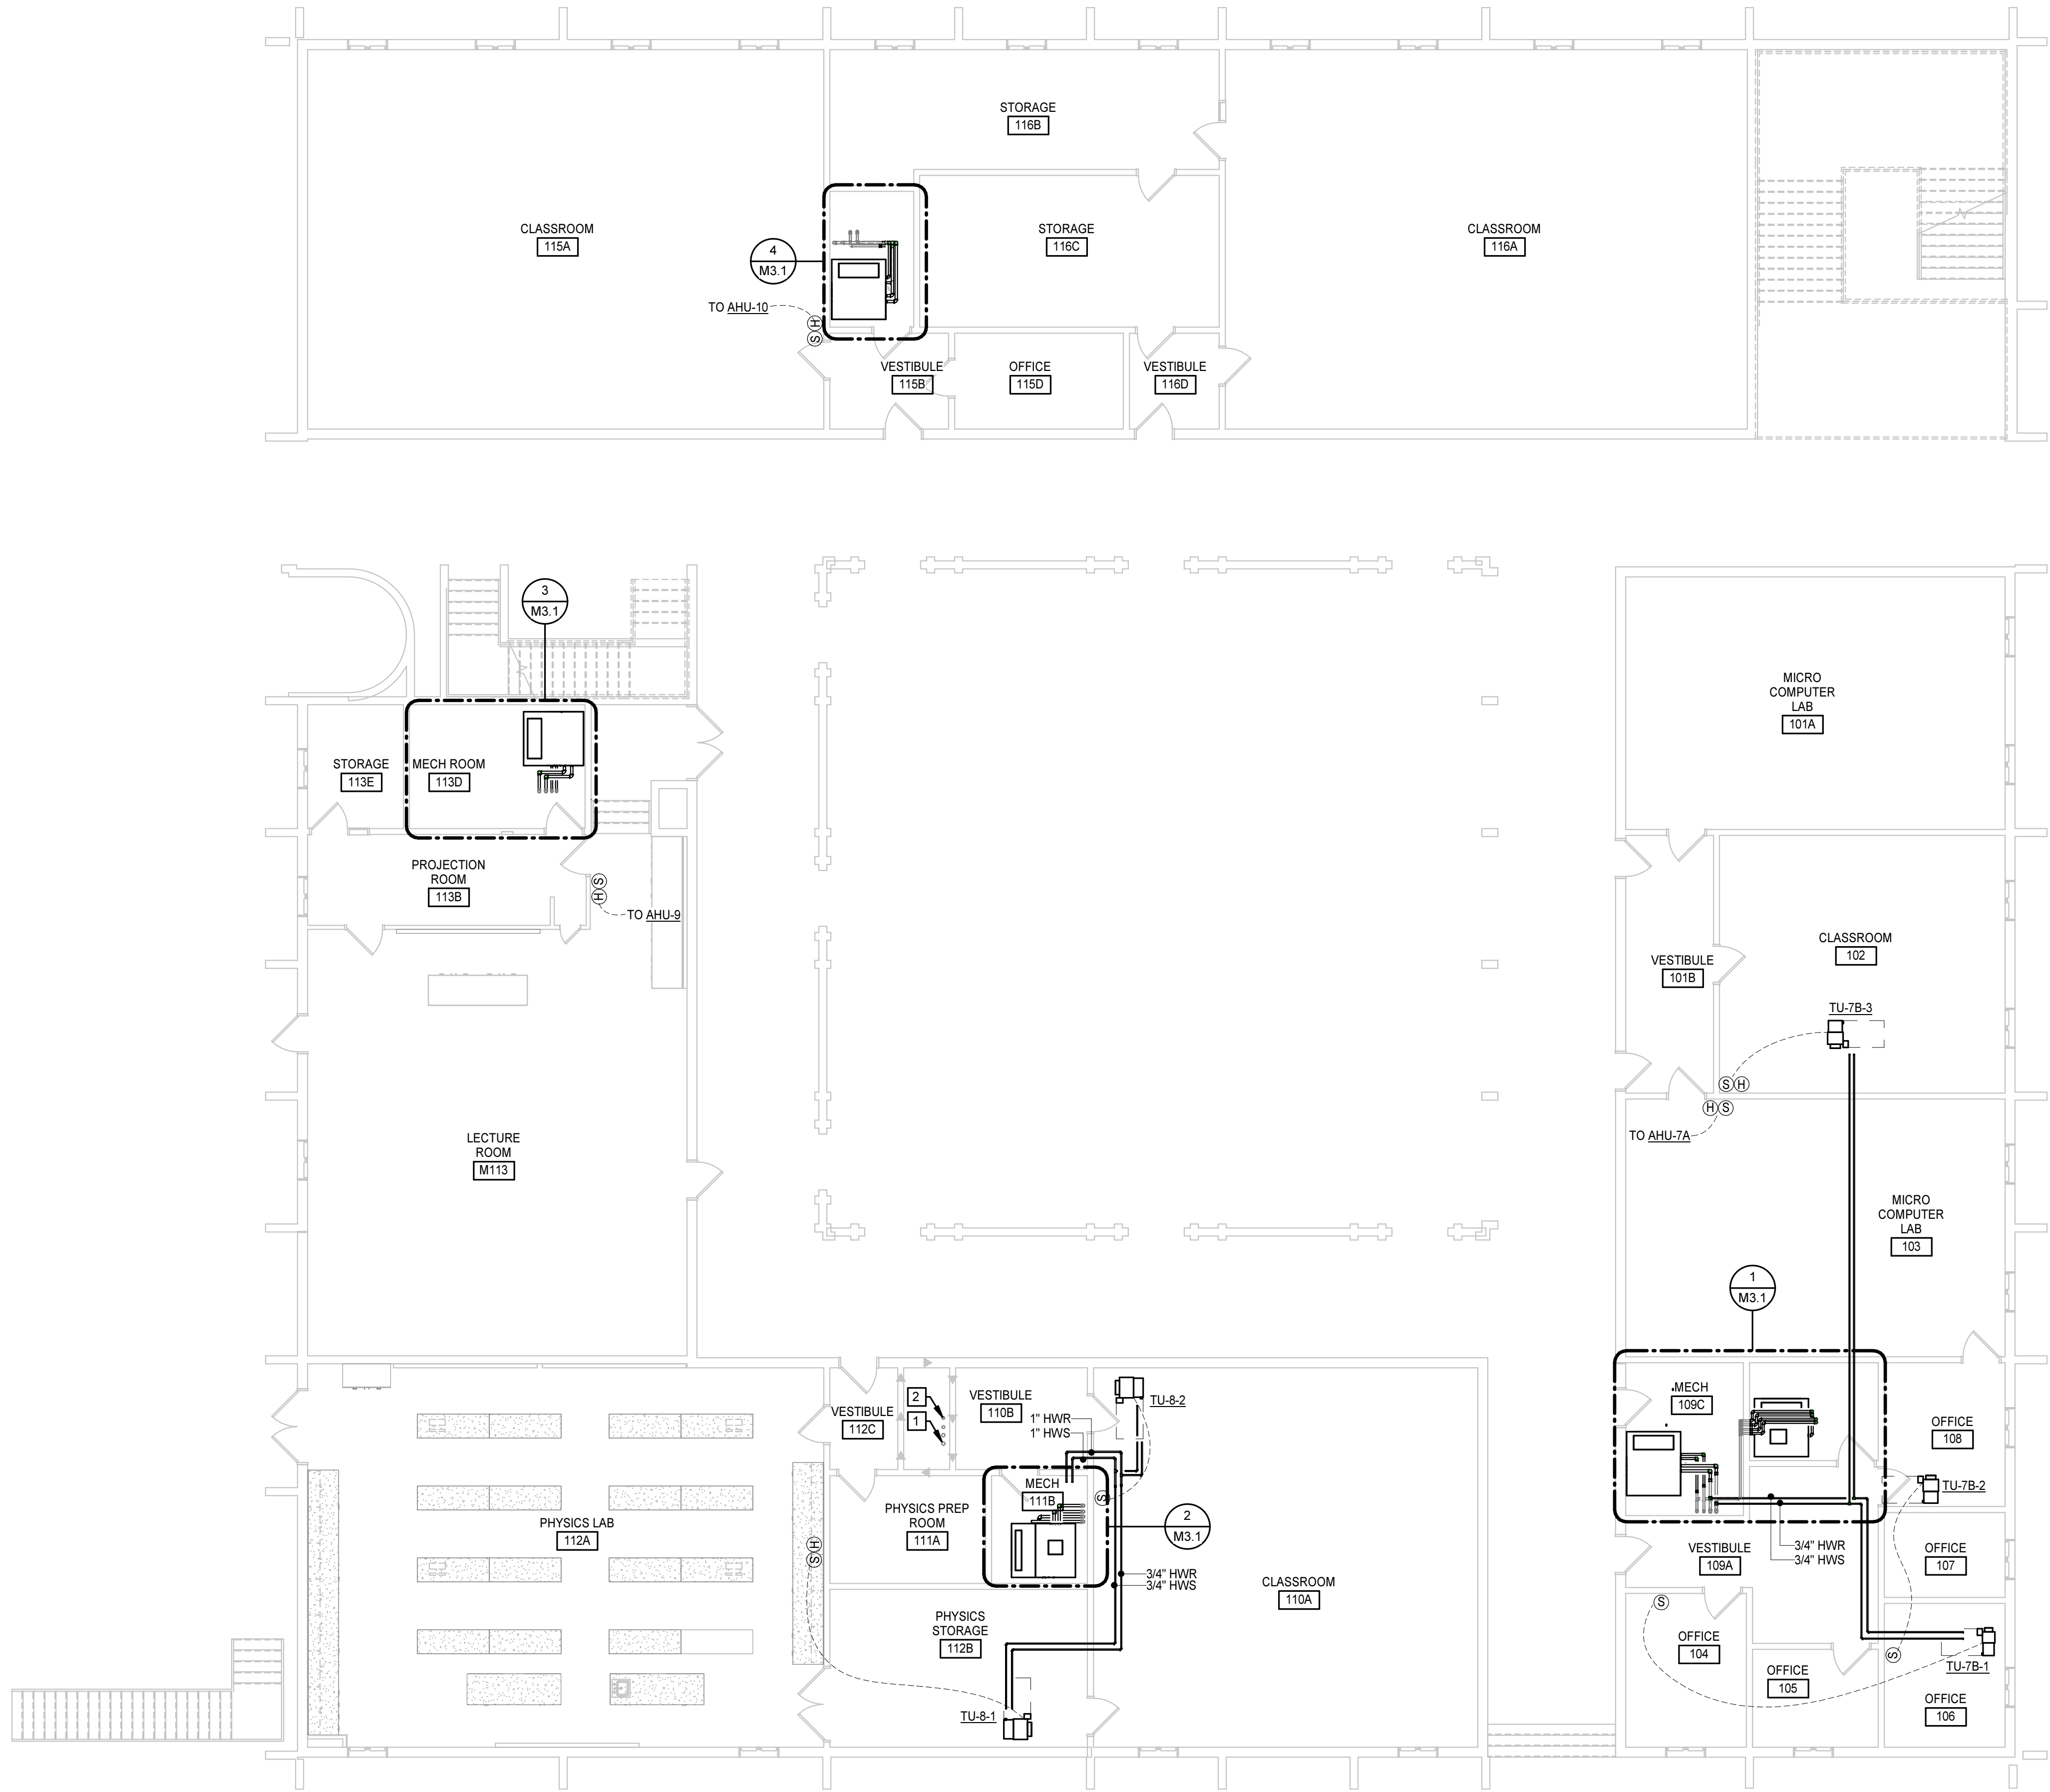 STORAGE
116B
CLASSROOM
115A
STORAGE
116C
CLASSROOM
116A
4
M3.1
TO AHU-10
H
S
VESTIBULE
115B
OFFICE
115D
VESTIBULE
116D
3
M3.1
STORAGE
113E
MECH ROOM
113D
PROJECTION
ROOM
113B
S
H
TO AHU-9
LECTURE
ROOM
M113
MICRO
COMPUTER
LAB
101A
CLASSROOM
102
VESTIBULE
101B
TU-7B-3
S H
H S
TO AHU-7A
MICRO
COMPUTER
LAB
103
1
M3.1
MECH
109C
OFFICE
108
TU-7B-2
VESTIBULE
109A
3/4" HWR
3/4" HWS
OFFICE
107
S
OFFICE
104
OFFICE
105
S
TU-7B-1
OFFICE
106
VESTIBULE
112C
2
1
VESTIBULE
110B
1" HWR
1" HWS
TU-8-2
MECH
111B
S
PHYSICS PREP
ROOM
111A
2
M3.1
PHYSICS LAB
112A
H
S
3/4" HWR
3/4" HWS
CLASSROOM
110A
PHYSICS
STORAGE
112B
TU-8-1